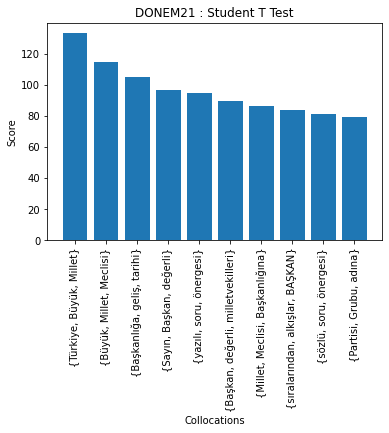 DONEM21 : Student T Test
Score
120
100
80
60
40
20
0
{Türkiye, Büyük, Millet}
{Büyük, Millet, Meclisi}
{Başkanlığa, geliş, tarihi}
{Sayın, Başkan, değerli}
{yazılı, soru, önergesi}
{Başkan, değerli, milletvekilleri}
{Millet, Meclisi, Başkanlığına}
{sıralarından, alkışlar, BAŞKAN}
{sözlü, soru, önergesi}
{Partisi, Grubu, adına}
Collocations